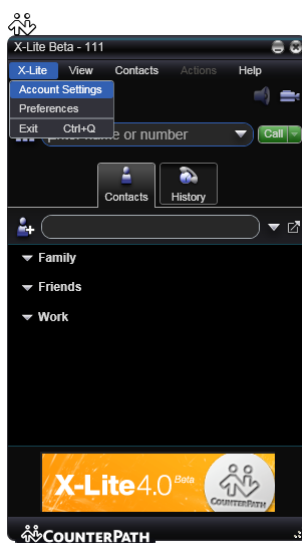 X-Lite Beta - 111
X-Lite View Contacts Actions Help
Account Settings
Preferences
Exit Ctrl+Q
name or number
Call
Contacts History
Family
Friends
Work
X-Lite 4.0 Beta
COUNTERPATH
COUNTERPATH